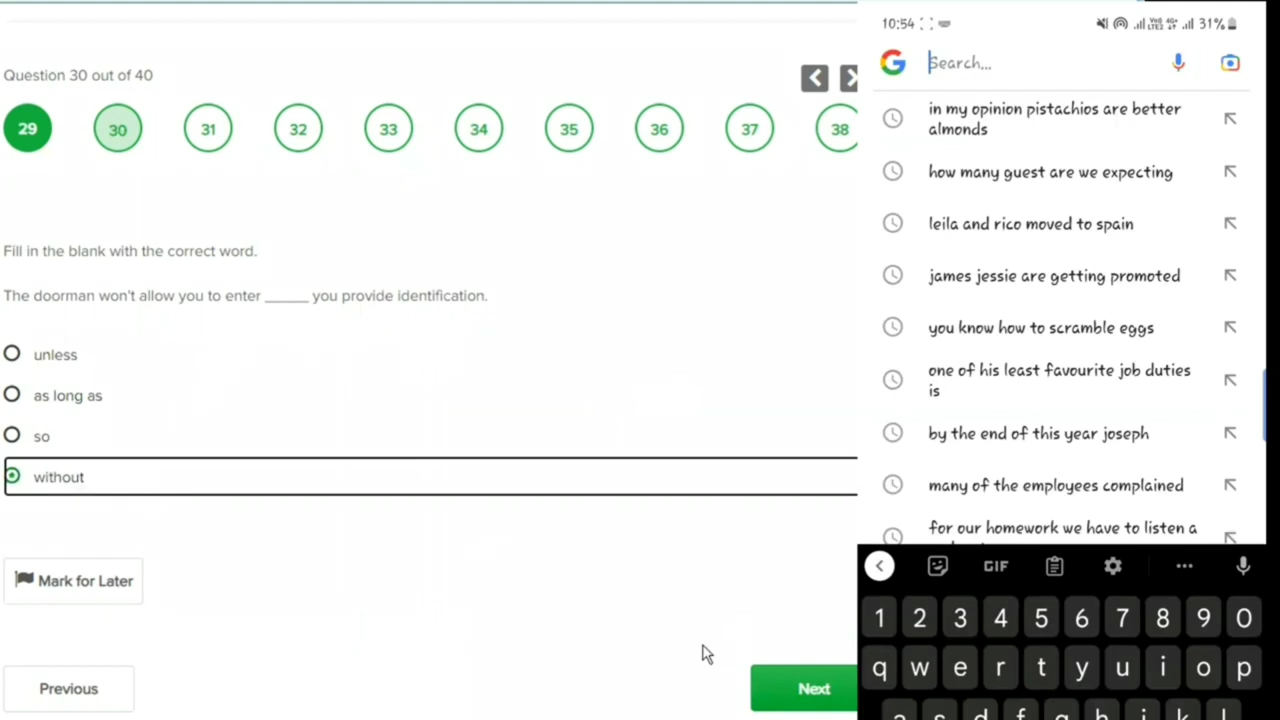 Question 30 out of 40
29 30 31 32 33 34 35 36 37 38
Fill in the blank with the correct word.
The doorman won't allow you to enter ______ you provide identification.
unless
as long as
so
without
Mark for Later
Previous
Next
10:54
31%
Search...
in my opinion pistachios are better
almonds
how many guest are we expecting
leila and rico moved to spain
james jessie are getting promoted
you know how to scramble eggs
one of his least favourite job duties
is
by the end of this year joseph
many of the employees complained
for our homework we have to listen a
GIF
1 2 3 4 5 6 7 8 9 0
q w e r t y u i o p
a s d f g h j k l